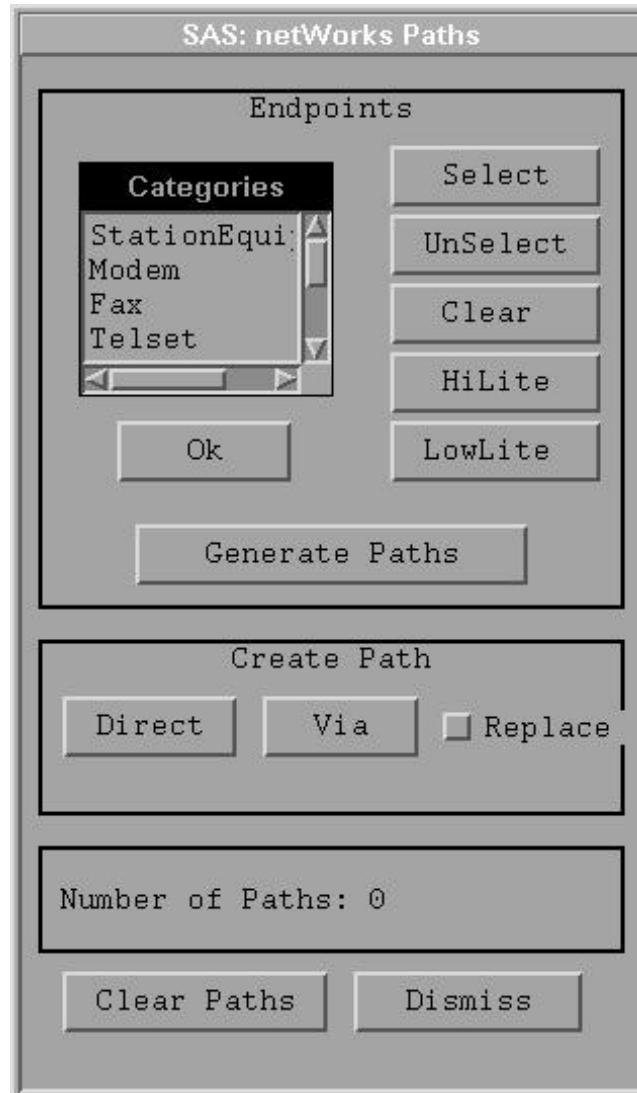 SAS: netWorks Paths
Endpoints
Categories
StationEqui
Modem
Fax
Telset
Ok
Select
UnSelect
Clear
HiLite
LowLite
Generate Paths
Create Path
Direct Via Replace
Number of Paths: 0
Clear Paths Dismiss